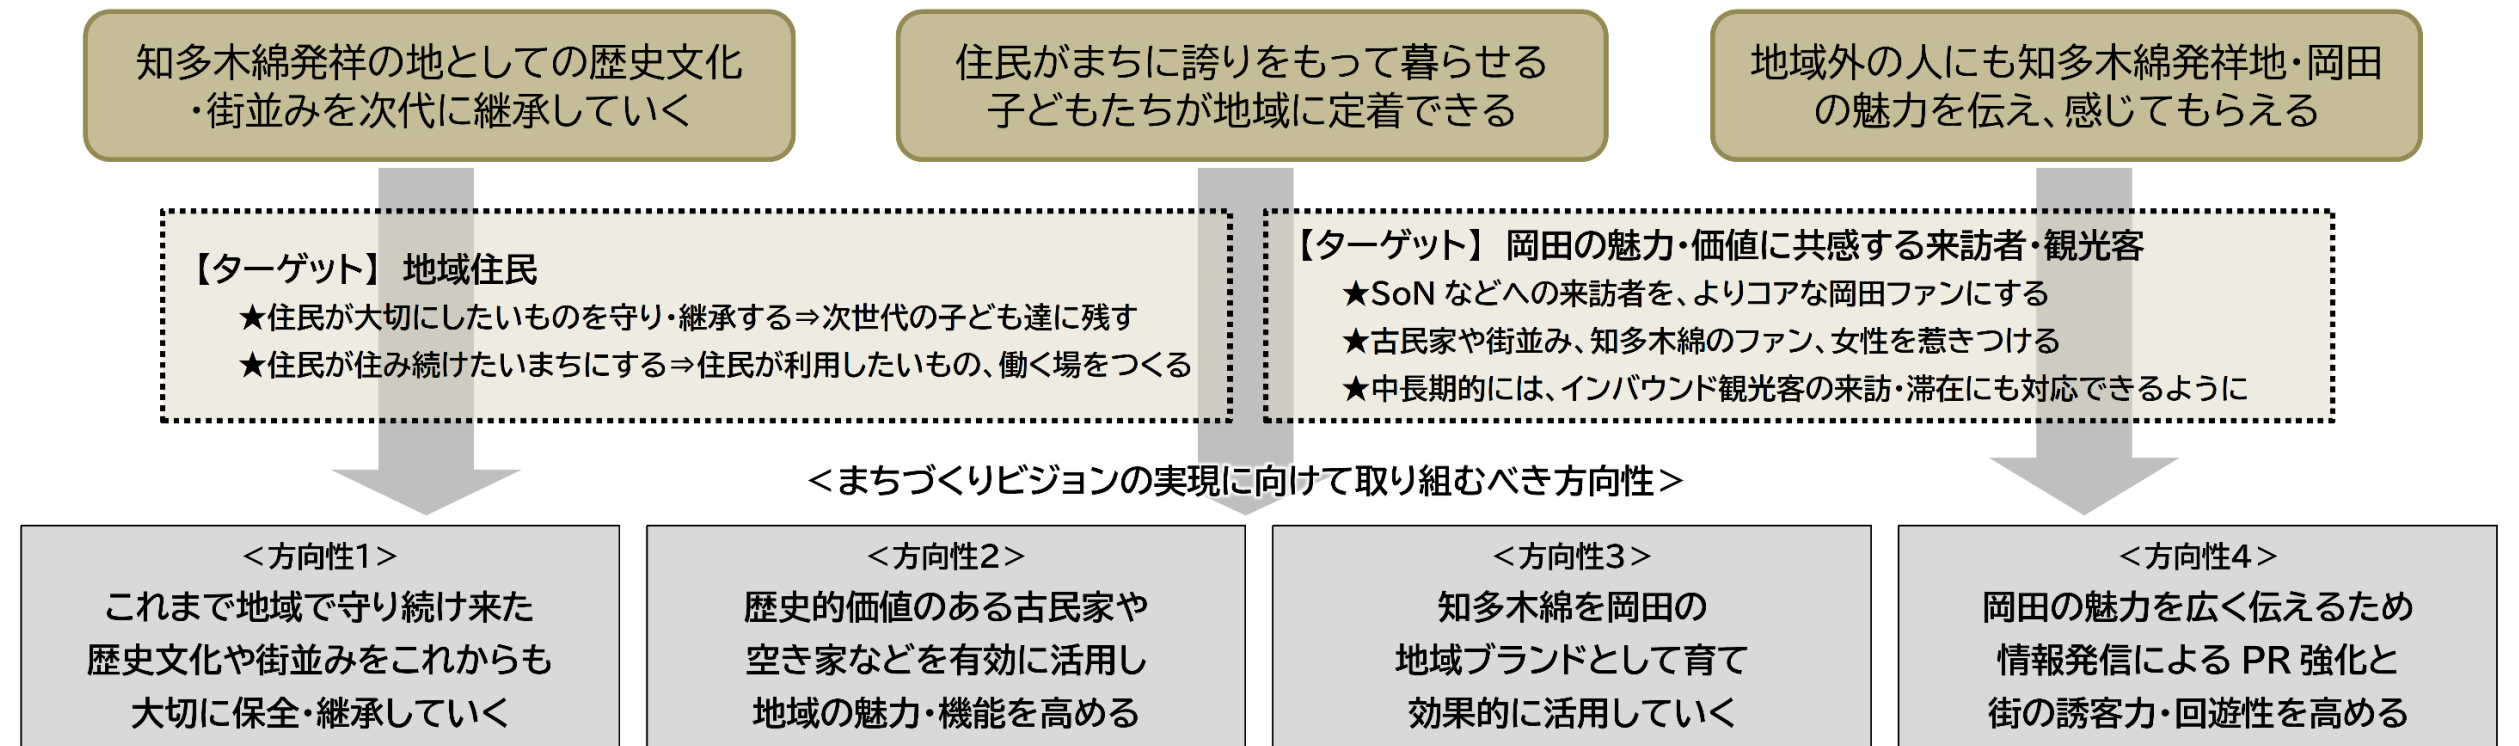 知多木綿発祥の地としての歴史文化
・街並みを次代に継承していく
住民がまちに誇りをもって暮らせる
子どもたちが地域に定着できる
地域外の人にも知多木綿発祥地・岡田
の魅力を伝え、感じてもらえる
【ターゲット】 地域住民
★住民が大切にしたいものを守り・継承する⇒次世代の子ども達に残す
★住民が住み続けたいまちにする⇒住民が利用したいもの、働く場をつくる
【ターゲット】 岡田の魅力・価値に共感する来訪者・観光客
★SoN などへの来訪者を、よりコアな岡田ファンにする
★古民家や街並み、知多木綿のファン、女性を惹きつける
★中長期的には、インバウンド観光客の来訪・滞在にも対応できるように
＜まちづくりビジョンの実現に向けて取り組むべき方向性＞
＜方向性1＞
これまで地域で守り続け来た
歴史文化や街並みをこれからも
大切に保全・継承していく
＜方向性2＞
歴史的価値のある古民家や
空き家などを有効に活用し
地域の魅力・機能を高める
＜方向性3＞
知多木綿を岡田の
地域ブランドとして育て
効果的に活用していく
＜方向性4＞
岡田の魅力を広く伝えるため
情報発信による PR 強化と
街の誘客力・回遊性を高める